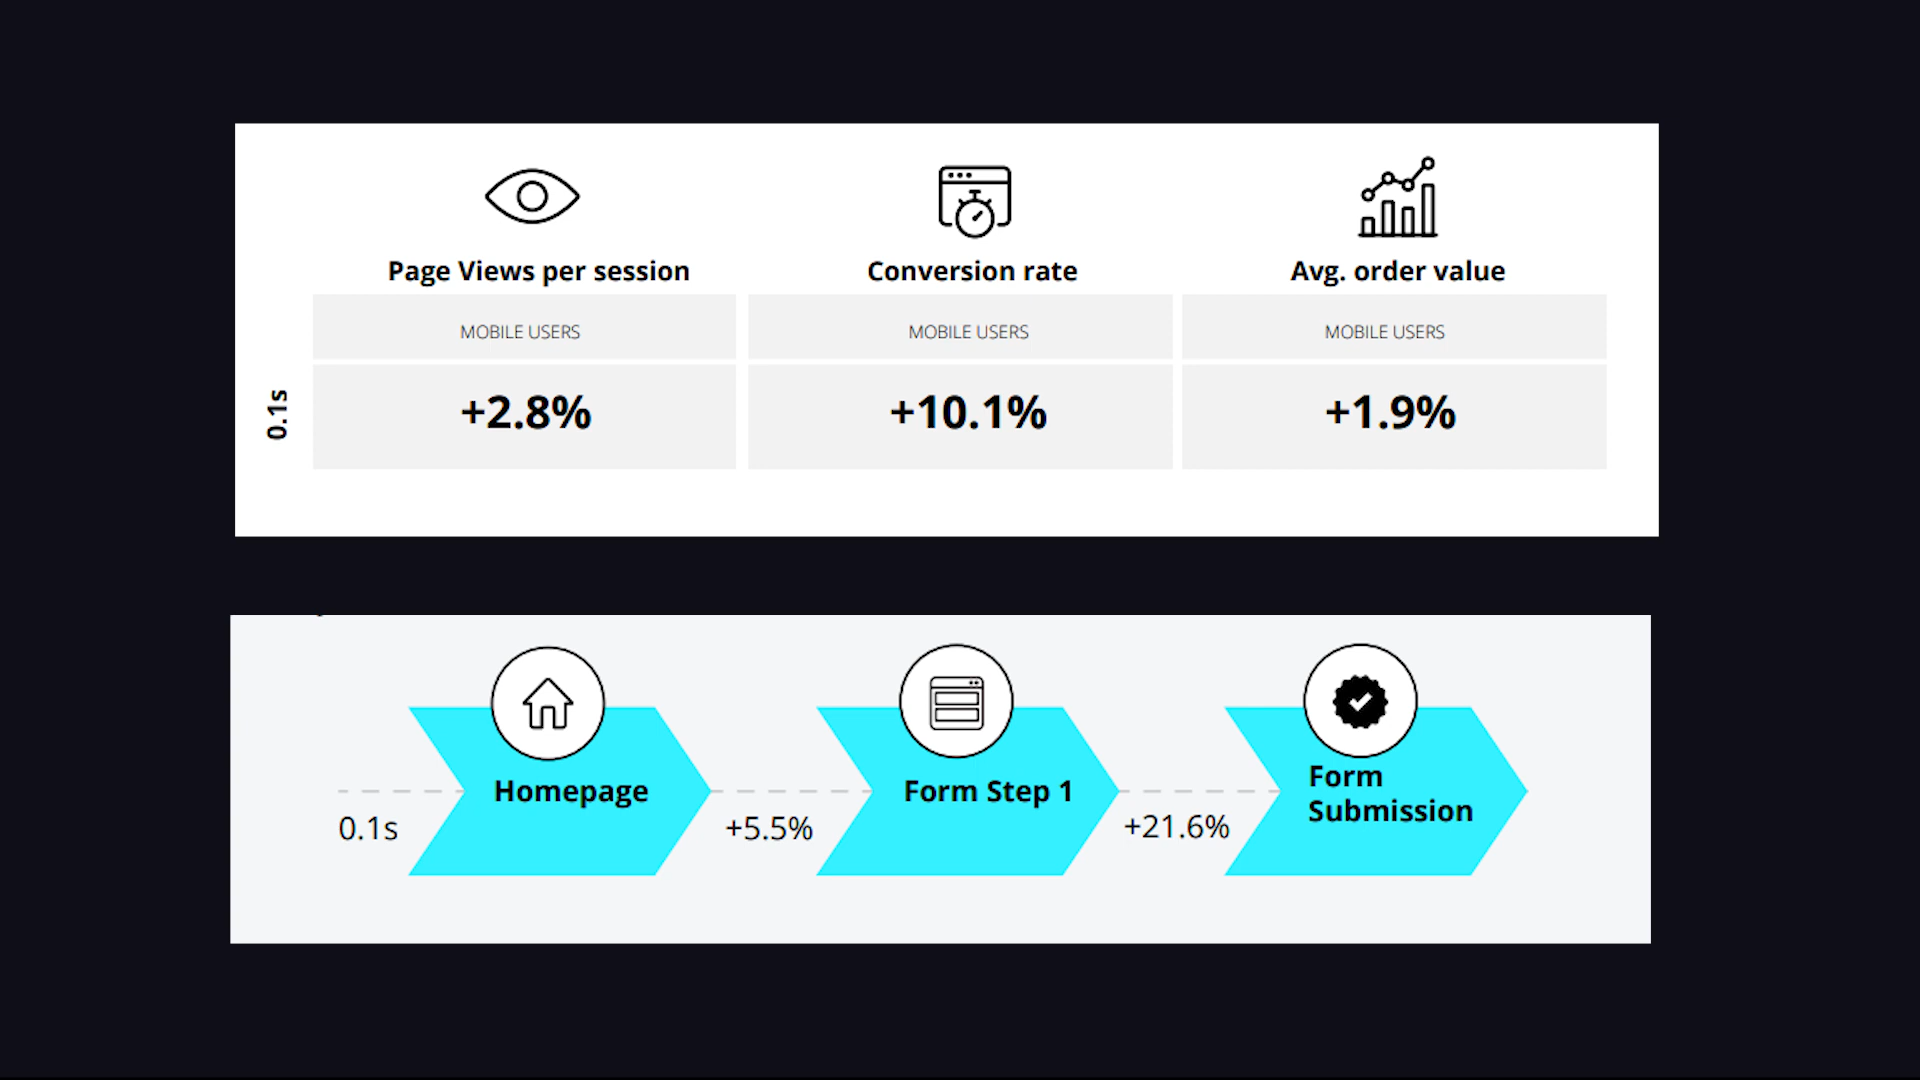 Page Views per session
Conversion rate
Avg. order value
MOBILE USERS
MOBILE USERS
MOBILE USERS
0.1s
+2.8%
+10.1%
+1.9%
Homepage
Form Step 1
Form
Submission
0.1s
+5.5%
+21.6%